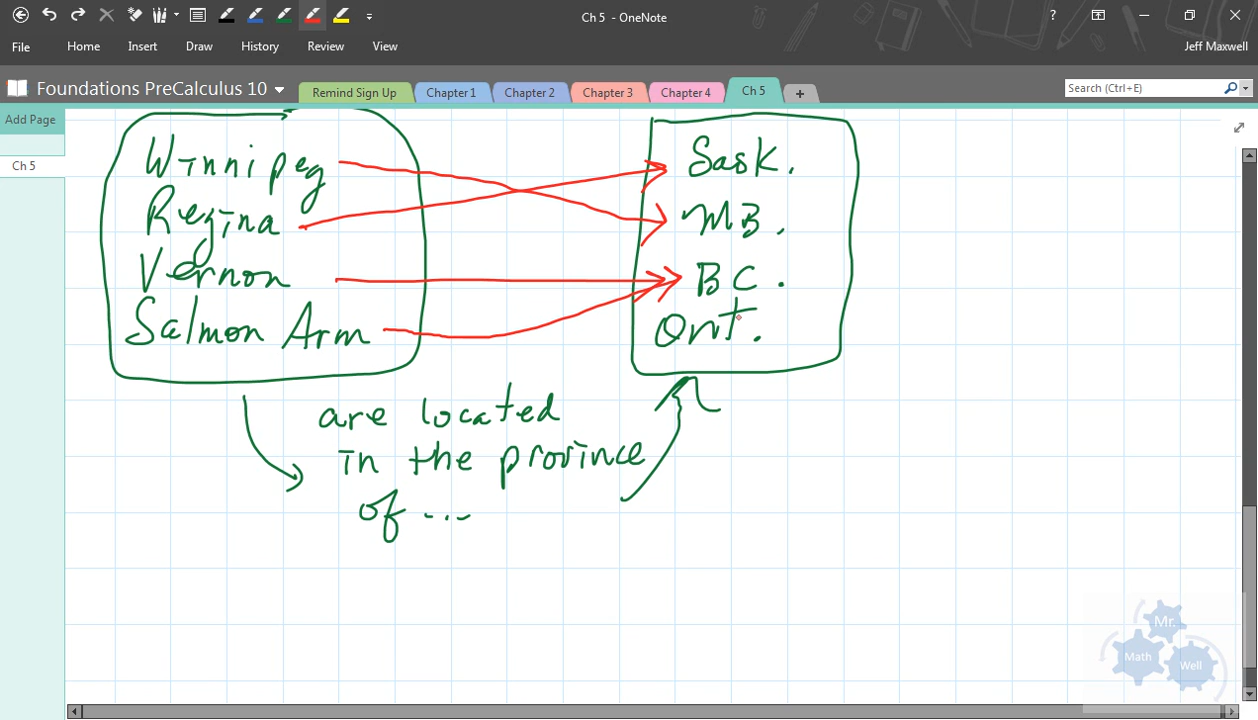 Ch 5 - OneNote
?
File
Home
Insert
Draw
History
Review
View
Jeff Maxwell
Foundations PreCalculus 10
Remind Sign Up
Chapter 1
Chapter 2
Chapter 3
Chapter 4
Ch 5
Search (Ctrl+E)
Add Page
Ch 5
Winnipeg
Regina
Vernon
Salmon Arm
Sask.
MB.
BC.
Ont.
are located
in the province
of ...
Mr.
Math
Well